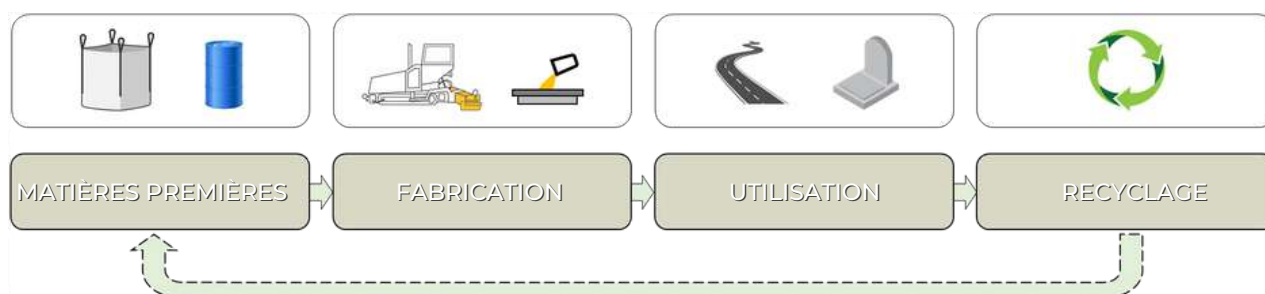 MATIÈRES PREMIÈRES
FABRICATION
UTILISATION
RECYCLAGE